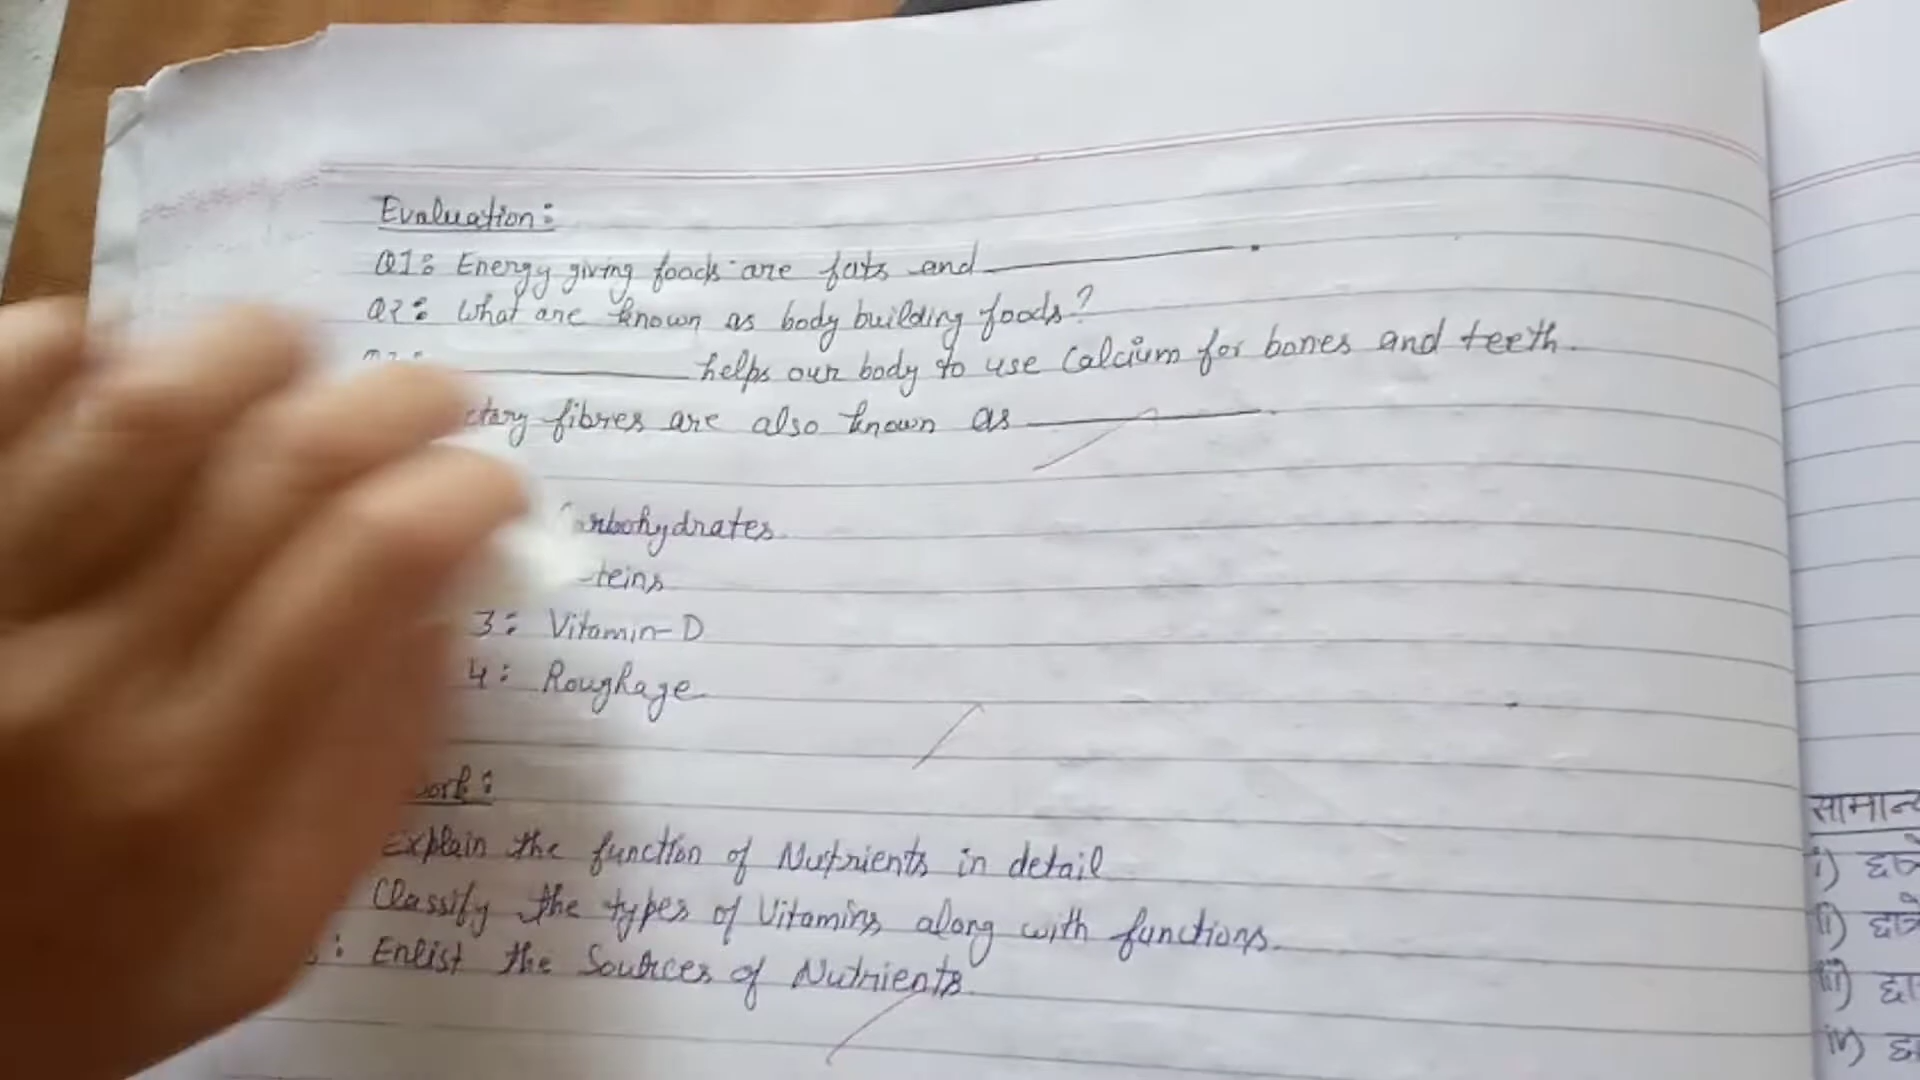 Evaluation:
Q1: Energy giving foods are fats and ________.
Q2: What are known as body building foods?
________ helps our body to use Calcium for bones and teeth.
fibres are also known as ________.
3: Vitamin-D
4: Roughage
Explain the function of Nutrients in detail
Classify the types of Vitamins along with functions.
: Enlist the Sources of Nutrients.
i)
ii)
iii)
iv)